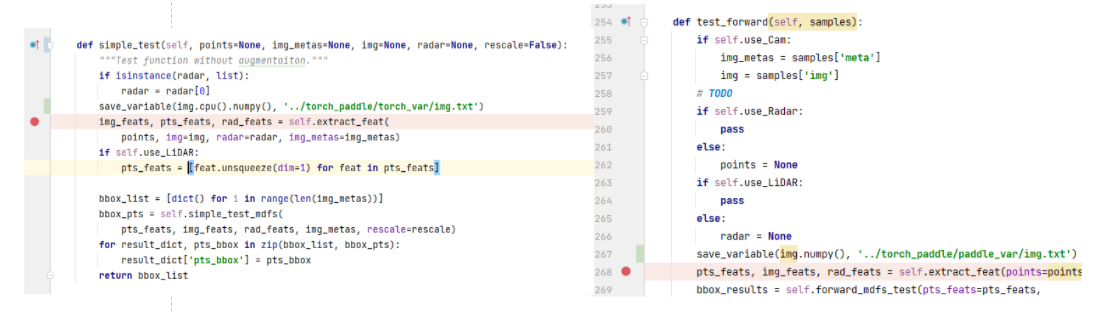 def simple_test(self, points=None, img_metas=None, img=None, radar=None, rescale=False):
"""Test function without augmentaiton."""
if isinstance(radar, list):
radar = radar[0]
save_variable(img.cpu().numpy(), '../torch_paddle/torch_var/img.txt')
img_feats, pts_feats, rad_feats = self.extract_feat(
points, img=img, radar=radar, img_metas=img_metas)
if self.use_LiDAR:
pts_feats = [feat.unsqueeze(dim=1) for feat in pts_feats]
bbox_list = [dict() for i in range(len(img_metas))]
bbox_pts = self.simple_test_mdfs(
pts_feats, img_feats, rad_feats, img_metas, rescale=rescale)
for result_dict, pts_bbox in zip(bbox_list, bbox_pts):
result_dict['pts_bbox'] = pts_bbox
return bbox_list
254 def test_forward(self, samples):
255 if self.use_Cam:
256 img_metas = samples['meta']
257 img = samples['img']
258 # TODO
259 if self.use_Radar:
260 pass
261 else:
262 points = None
263 if self.use_LiDAR:
264 pass
265 else:
266 radar = None
267 save_variable(img.numpy(), '../torch_paddle/paddle_var/img.txt')
268 pts_feats, img_feats, rad_feats = self.extract_feat(points=points
269 bbox_results = self.forward_mdfs_test(pts_feats=pts_feats,